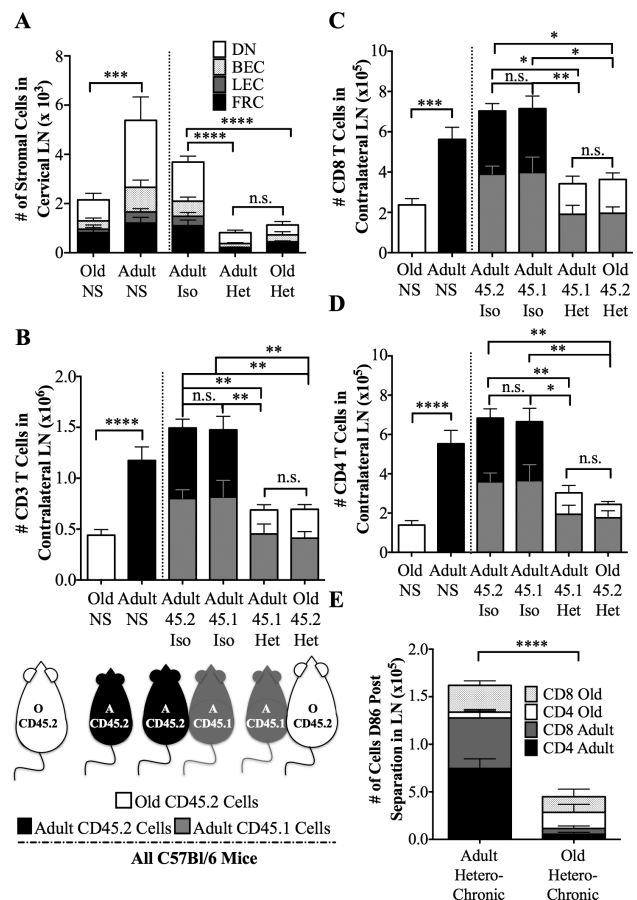 A
# of Stromal Cells in
Cervical LN (x 10³)
6
4
2
0
DN
BEC
LEC
FRC
***
****
****
n.s.
Old
NS
Adult
NS
Adult
Iso
Adult
Het
Old
Het
B
# CD3 T Cells in
Contralateral LN (x10⁶)
1.5
1.0
0.5
0.0
****
**
**
**
n.s.
**
n.s.
Old
NS
Adult
NS
Adult
45.2
Iso
Adult
45.1
Iso
Adult
45.1
Het
Old
45.2
Het
O
CD45.2
A
CD45.2
A
CD45.2
A
CD45.1
A
CD45.1
O
CD45.2
Old CD45.2 Cells
Adult CD45.2 Cells
Adult CD45.1 Cells
All C57Bl/6 Mice
C
# CD8 T Cells in
Contralateral LN (x10⁵)
10
8
6
4
2
0
***
*
*
*
n.s.
**
n.s.
Old
NS
Adult
NS
Adult
45.2
Iso
Adult
45.1
Iso
Adult
45.1
Het
Old
45.2
Het
D
# CD4 T Cells in
Contralateral LN (x10⁵)
10
8
6
4
2
0
****
**
**
**
n.s.
*
n.s.
Old
NS
Adult
NS
Adult
45.2
Iso
Adult
45.1
Iso
Adult
45.1
Het
Old
45.2
Het
E
# of Cells D86 Post
Separation in LN (x10⁵)
2.0
1.5
1.0
5.0
0.0
****
CD8 Old
CD4 Old
CD8 Adult
CD4 Adult
Adult
Hetero-
Chronic
Old
Hetero-
Chronic